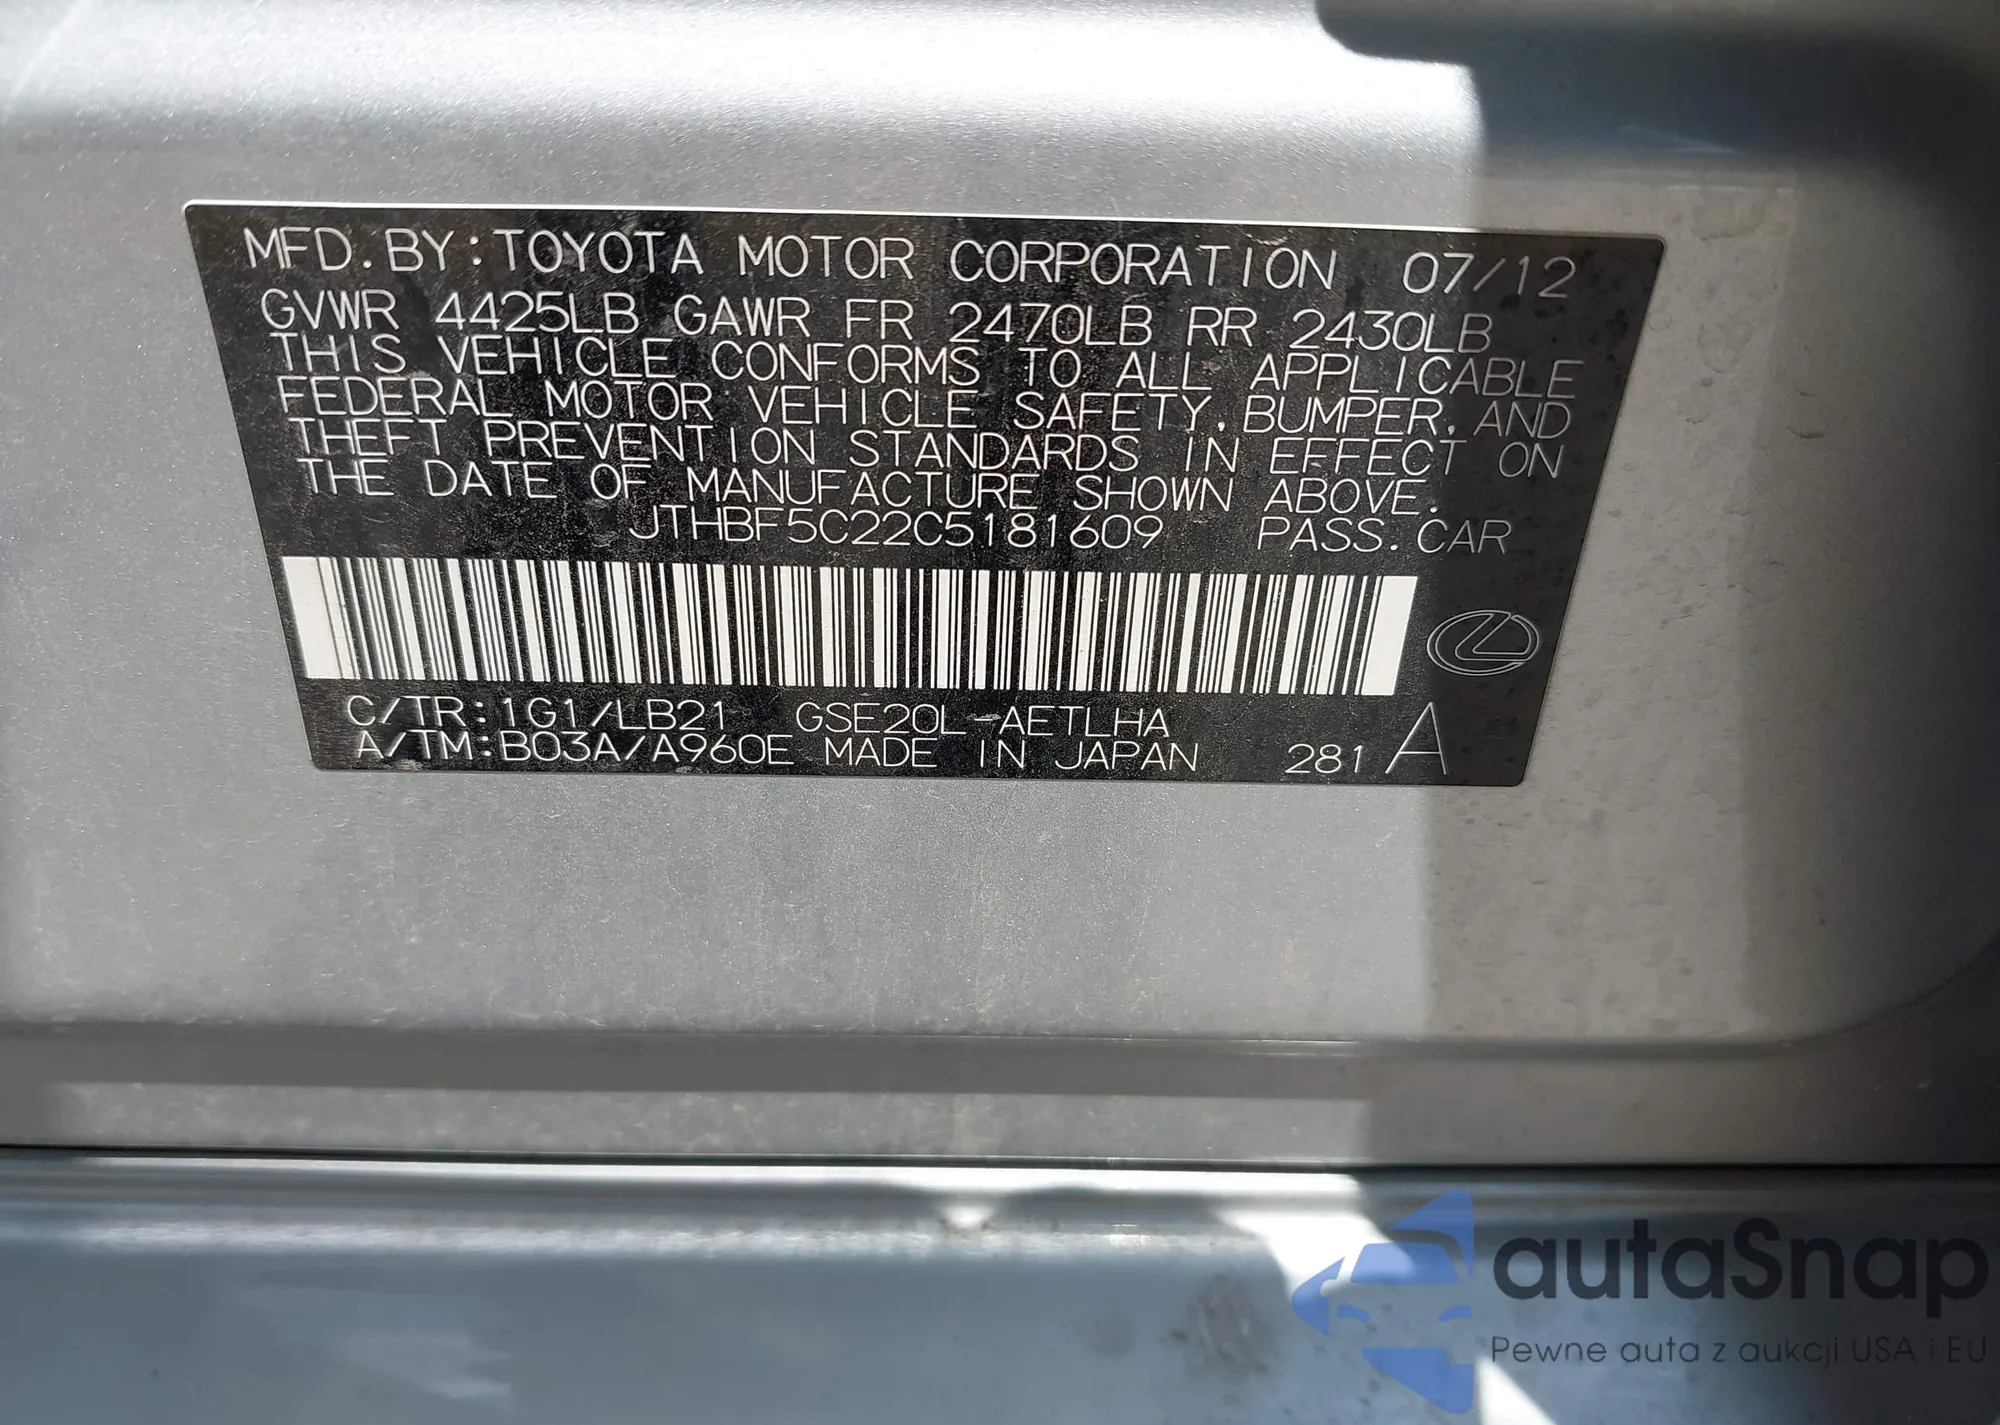 MFD. BY: TOYOTA MOTOR CORPORATION 07/12
GVWR 4425LB GAWR FR 2470LB RR 2430LB
THIS VEHICLE CONFORMS TO ALL APPLICABLE
FEDERAL MOTOR VEHICLE SAFETY, BUMPER, AND
THEFT PREVENTION STANDARDS IN EFFECT ON
THE DATE OF MANUFACTURE SHOWN ABOVE.
JTHBF5C22C5181609 PASS. CAR
C/TR: 1G1/LB21 GSE20L-AETLHA
A/TM: B03A/A960E MADE IN JAPAN 281 A
autaSnap
Pewne auta z aukcji USA i EU